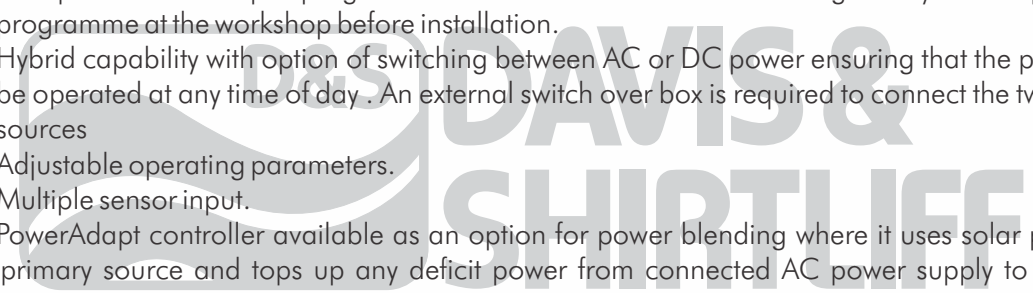 programme at the workshop before installation.
Hybrid capability with option of switching between AC or DC power ensuring that the p
be operated at any time of day . An external switch over box is required to connect the tw
sources
Adjustable operating parameters.
Multiple sensor input.
PowerAdapt controller available as an option for power blending where it uses solar p
primary source and tops up any deficit power from connected AC power supply to
D&S
DAVIS &
SHIRTLIFF